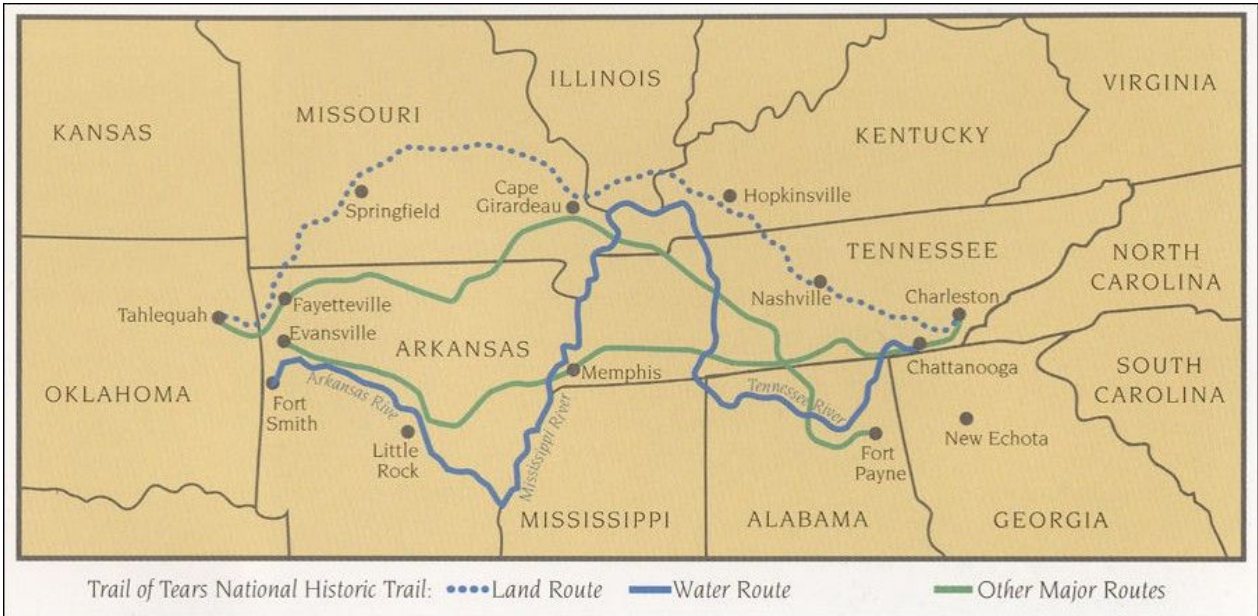 ILLINOIS
VIRGINIA
MISSOURI
KANSAS
KENTUCKY
Cape
Girardeau
Hopkinsville
Springfield
TENNESSEE
NORTH
CAROLINA
Nashville
Charleston
Fayetteville
Tahlequah
Evansville
ARKANSAS
Memphis
Chattanooga
SOUTH
CAROLINA
OKLAHOMA
Arkansas Rive
Tennessee River
Fort
Smith
Mississippi River
New Echota
Little
Rock
Fort
Payne
MISSISSIPPI
ALABAMA
GEORGIA
Trail of Tears National Historic Trail: Land Route Water Route Other Major Routes